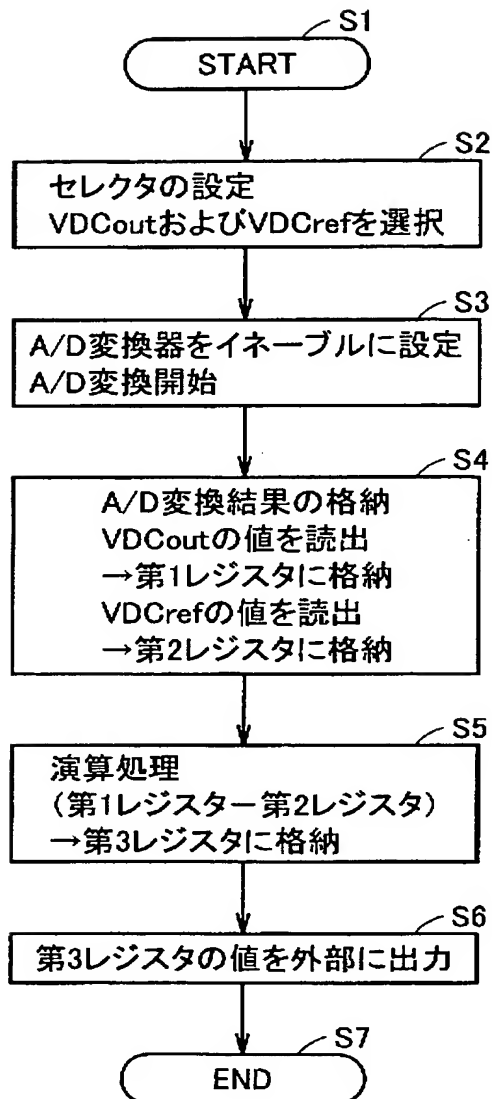 S1
START
S2
セレクタの設定
VDCoutおよびVDCrefを選択
S3
A/D変換器をイネーブルに設定
A/D変換開始
S4
A/D変換結果の格納
VDCoutの値を読出
→第1レジスタに格納
VDCrefの値を読出
→第2レジスタに格納
S5
演算処理
(第1レジスター第2レジスタ)
→第3レジスタに格納
S6
第3レジスタの値を外部に出力
S7
END